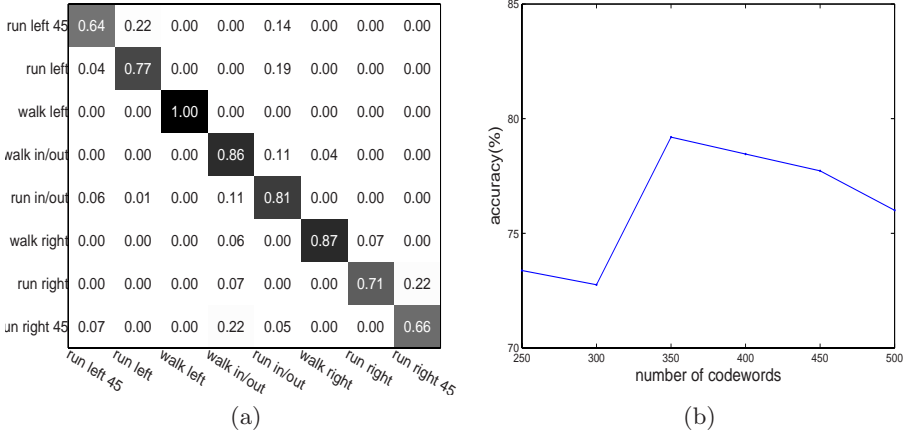 run left 45 0.64 0.22 0.00 0.00 0.14 0.00 0.00 0.00
run left 0.04 0.77 0.00 0.00 0.19 0.00 0.00 0.00
walk left 0.00 0.00 1.00 0.00 0.00 0.00 0.00 0.00
walk in/out 0.00 0.00 0.00 0.86 0.11 0.04 0.00 0.00
run in/out 0.06 0.01 0.00 0.11 0.81 0.00 0.00 0.00
walk right 0.00 0.00 0.00 0.06 0.00 0.87 0.07 0.00
run right 0.00 0.00 0.00 0.07 0.00 0.00 0.71 0.22
un right 45 0.07 0.00 0.00 0.22 0.05 0.00 0.00 0.66
run left 45 run left walk left walk in/out run in/out walk right run right run right 45
(a)
85
80
75
70
accuracy(%)
250 300 350 400 450 500
number of codewords
(b)